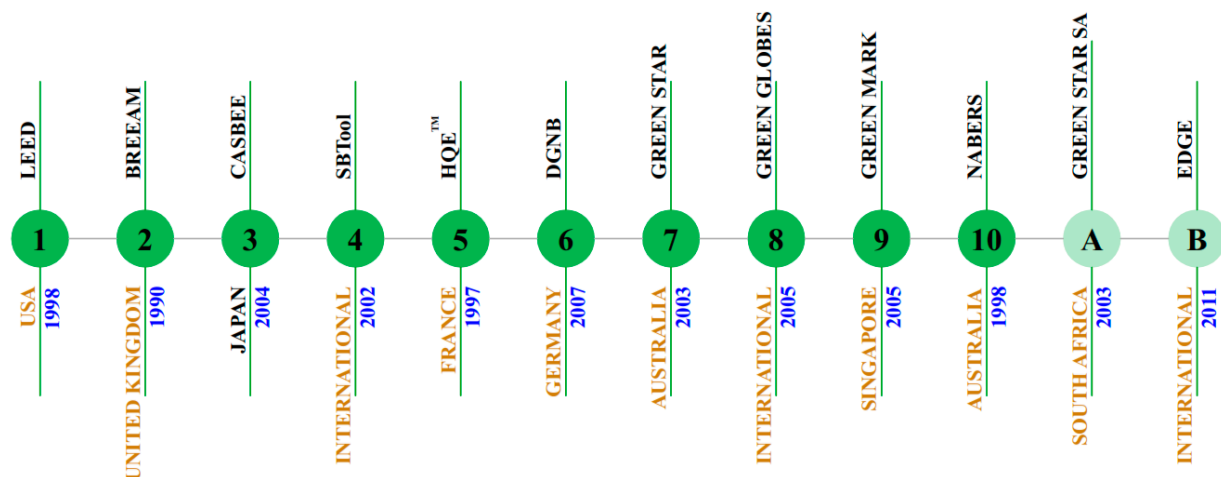 LEED
BREEAM
CASBEE
SBTool
HQE™
DGNB
GREEN STAR
GREEN GLOBES
GREEN MARK
NABERS
GREEN STAR SA
EDGE
1
2
3
4
5
6
7
8
9
10
A
B
USA
1998
UNITED KINGDOM
1990
JAPAN
2004
INTERNATIONAL
2002
FRANCE
1997
GERMANY
2007
AUSTRALIA
2003
INTERNATIONAL
2005
SINGAPORE
2005
AUSTRALIA
1998
SOUTH AFRICA
2003
INTERNATIONAL
2011